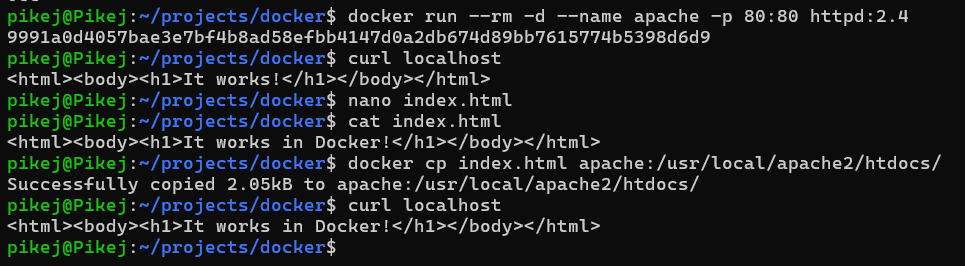 pikej@Pikej:~/projects/docker$ docker run --rm -d --name apache -p 80:80 httpd:2.4
9991a0d4057bae3e7bf4b8ad58efbb4147d0a2db674d89bb7615774b5398d6d9
pikej@Pikej:~/projects/docker$ curl localhost
<html><body><h1>It works!</h1></body></html>
pikej@Pikej:~/projects/docker$ nano index.html
pikej@Pikej:~/projects/docker$ cat index.html
<html><body><h1>It works in Docker!</h1></body></html>
pikej@Pikej:~/projects/docker$ docker cp index.html apache:/usr/local/apache2/htdocs/
Successfully copied 2.05kB to apache:/usr/local/apache2/htdocs/
pikej@Pikej:~/projects/docker$ curl localhost
<html><body><h1>It works in Docker!</h1></body></html>
pikej@Pikej:~/projects/docker$